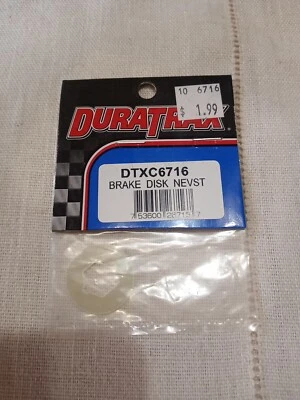 10 6716
$ 1.99
DURATRAX
DTXC6716
BRAKE DISK NEVST